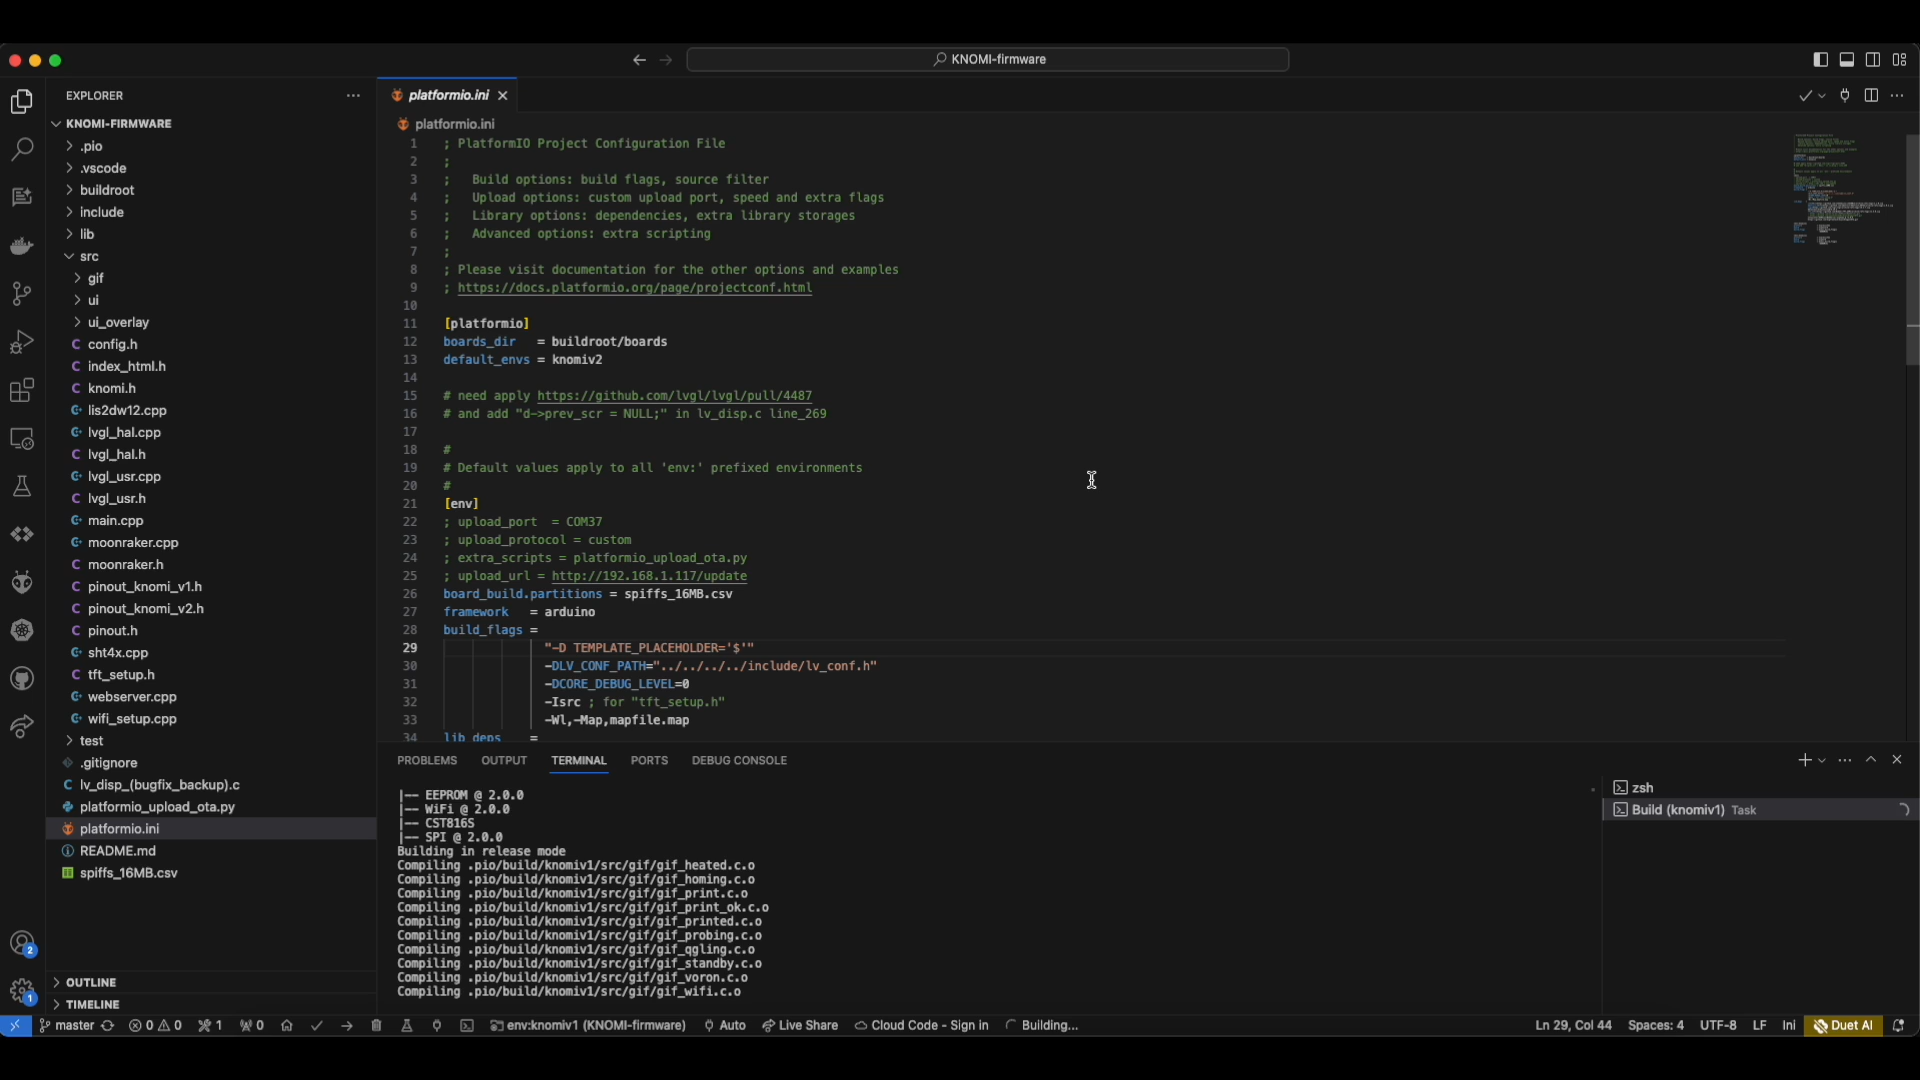 KNOMI-firmware
EXPLORER
KNOMI-FIRMWARE
.pio
.vscode
buildroot
include
lib
src
gif
ui
ui_overlay
config.h
index_html.h
knomi.h
lis2dw12.cpp
lvgl_hal.cpp
lvgl_hal.h
lvgl_usr.cpp
lvgl_usr.h
main.cpp
moonraker.cpp
moonraker.h
pinout_knomi_v1.h
pinout_knomi_v2.h
pinout.h
sht4x.cpp
tft_setup.h
webserver.cpp
wifi_setup.cpp
test
.gitignore
lv_disp_(bugfix_backup).c
platformio_upload_ota.py
platformio.ini
README.md
spiffs_16MB.csv
OUTLINE
TIMELINE
platformio.ini
platformio.ini
1 ; PlatformIO Project Configuration File
2 ;
3 ;   Build options: build flags, source filter
4 ;   Upload options: custom upload port, speed and extra flags
5 ;   Library options: dependencies, extra library storages
6 ;   Advanced options: extra scripting
7 ;
8 ; Please visit documentation for the other options and examples
9 ; https://docs.platformio.org/page/projectconf.html
10
11 [platformio]
12 boards_dir   = buildroot/boards
13 default_envs = knomiv2
14
15 # need apply https://github.com/lvgl/lvgl/pull/4487
16 # and add "d->prev_scr = NULL;" in lv_disp.c line_269
17
18 #
19 # Default values apply to all 'env:' prefixed environments
20 #
21 [env]
22 ; upload_port  = COM37
23 ; upload_protocol = custom
24 ; extra_scripts = platformio_upload_ota.py
25 ; upload_url = http://192.168.1.117/update
26 board_build.partitions = spiffs_16MB.csv
27 framework   = arduino
28 build_flags =
29 "-D TEMPLATE_PLACEHOLDER='$'"
30 -DLV_CONF_PATH="../../../../include/lv_conf.h"
31 -DCORE_DEBUG_LEVEL=0
32 -Isrc ; for "tft_setup.h"
33 -Wl,-Map,mapfile.map
34 lib_deps    =
PROBLEMS OUTPUT TERMINAL PORTS DEBUG CONSOLE
|-- EEPROM @ 2.0.0
|-- WiFi @ 2.0.0
|-- CST816S
|-- SPI @ 2.0.0
Building in release mode
Compiling .pio/build/knomiv1/src/gif/gif_heated.c.o
Compiling .pio/build/knomiv1/src/gif/gif_homing.c.o
Compiling .pio/build/knomiv1/src/gif/gif_print.c.o
Compiling .pio/build/knomiv1/src/gif/gif_print_ok.c.o
Compiling .pio/build/knomiv1/src/gif/gif_printed.c.o
Compiling .pio/build/knomiv1/src/gif/gif_probing.c.o
Compiling .pio/build/knomiv1/src/gif/gif_qgling.c.o
Compiling .pio/build/knomiv1/src/gif/gif_standby.c.o
Compiling .pio/build/knomiv1/src/gif/gif_voron.c.o
Compiling .pio/build/knomiv1/src/gif/gif_wifi.c.o
zsh
Build (knomiv1) Task
2
1
master 0 0 1 0 env:knomiv1 (KNOMI-firmware) Auto Live Share Cloud Code - Sign in Building... Ln 29, Col 44 Spaces: 4 UTF-8 LF Ini Duet AI